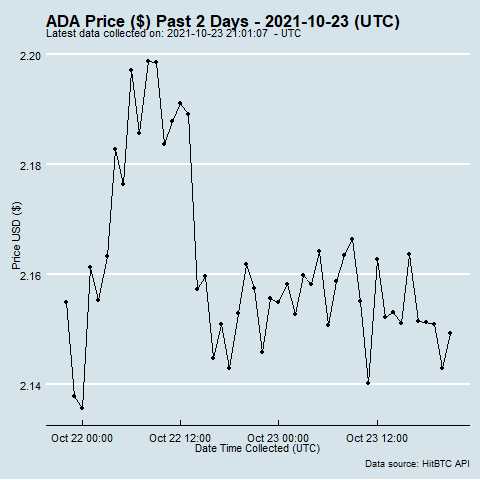 ADA Price ($) Past 2 Days - 2021-10-23 (UTC)
Latest data collected on: 2021-10-23 21:01:07 - UTC
2.20
2.18
2.16
2.14
Price USD ($)
Oct 22 00:00 Oct 22 12:00 Oct 23 00:00 Oct 23 12:00
Date Time Collected (UTC)
Data source: HitBTC API